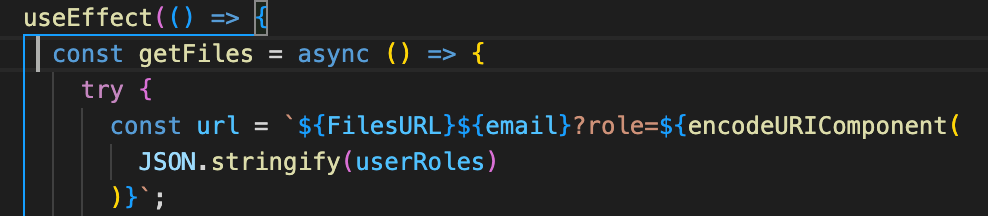 useEffect(() => {
const getFiles = async () => {
try {
const url = `${FilesURL}${email}?role=${encodeURIComponent(
JSON.stringify(userRoles)
)}`;